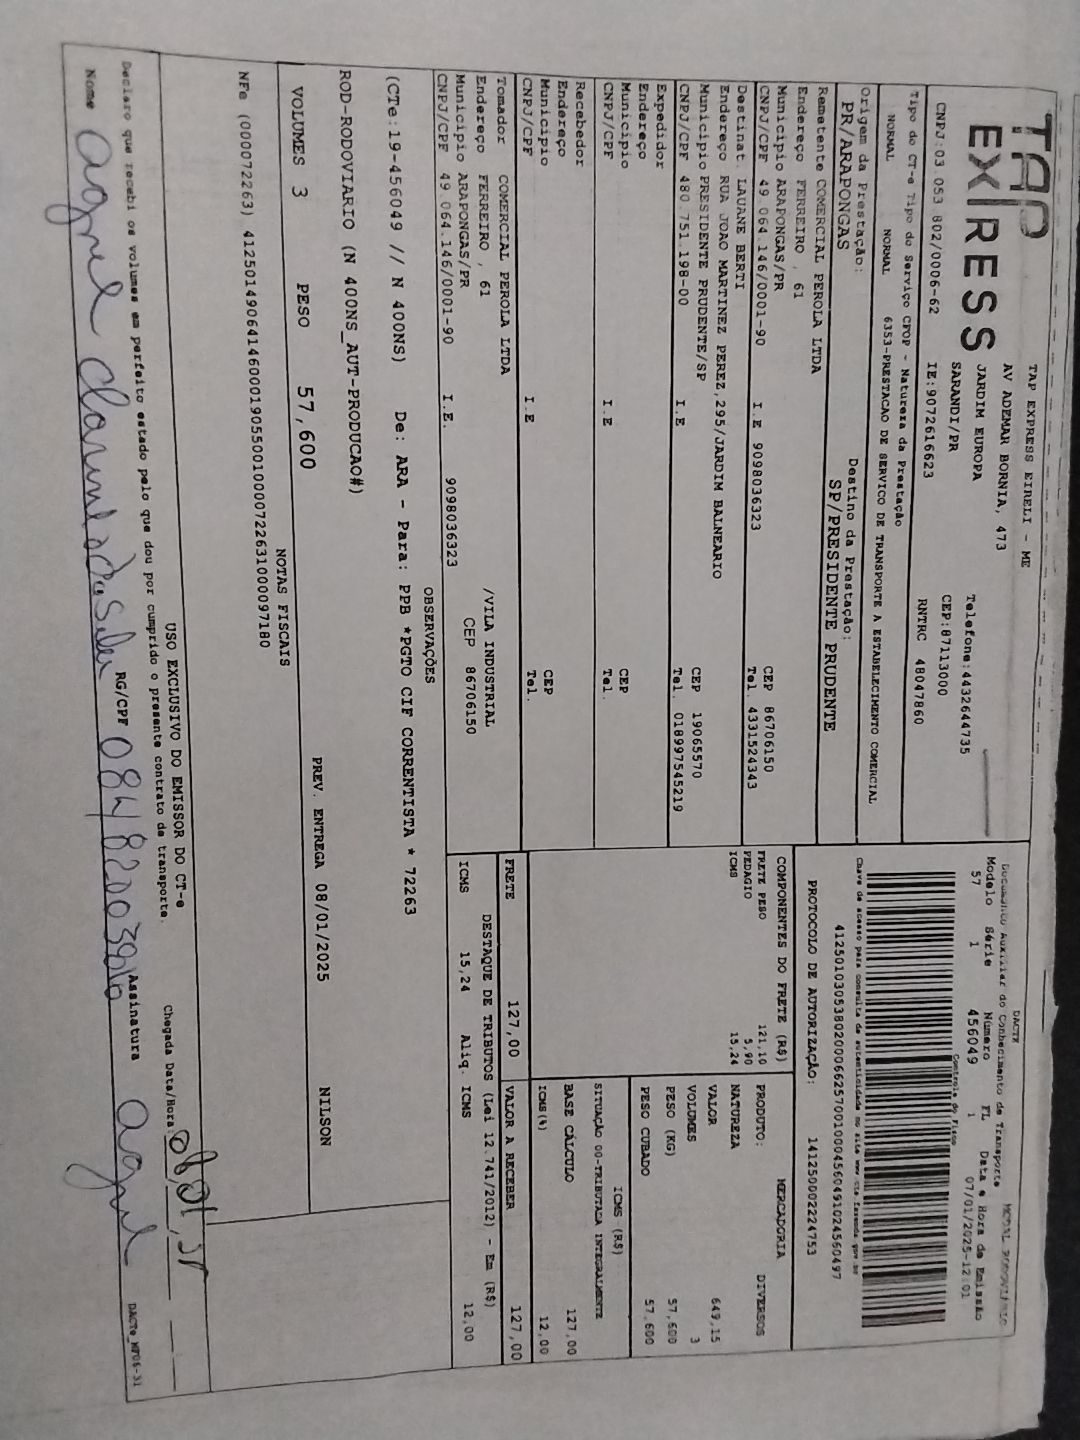 TAP
EXPRESS
TAP EXPRESS EIRELI - ME
AV ADEMAR BORNIA, 473
JARDIM EUROPA
SARANDI/PR
Telefone:4432644735
CEP:87113000
CNPJ:03.053 802/0006-62 IE:9072616623 RNTRC 48047860
Tipo do CT-e Tipo do Serviço CFOP - Natureza da Prestação
NORMAL NORMAL 6353-PRESTACAO DE SERVICO DE TRANSPORTE A ESTABELECIMENTO COMERCIAL
Origem da Prestação: Destino da Prestação:
PR/ARAPONGAS SP/PRESIDENTE PRUDENTE
Remetente COMERCIAL PEROLA LTDA
Endereço FERREIRO , 61
Município ARAPONGAS/PR CEP 86706150
CNPJ/CPF 49 064.146/0001-90 I.E 9098036323 Tel. 4331524343
Destinat. LAUANE BERTI
Endereço RUA JOAO MARTINEZ PEREZ,295/JARDIM BALNEARIO
Município PRESIDENTE PRUDENTE/SP CEP 19065570
CNPJ/CPF 480.751.198-00 I.E Tel. 018997545219
Expedidor
Endereço
Município CEP
CNPJ/CPF I.E Tel.
Recebedor
Endereço
Município CEP
CNPJ/CPF I.E Tel.
Tomador COMERCIAL PEROLA LTDA
Endereço FERREIRO , 61 /VILA INDUSTRIAL
Município ARAPONGAS/PR CEP 86706150
CNPJ/CPF 49.064.146/0001-90 I.E. 9098036323
DACTE
Documento Auxiliar do Conhecimento de Transporte MODAL RODOVIARIO
Modelo Série Número FL Data e Hora de Emissão
57 1 456049 1 07/01/2025-12:01
Controle do Fisco
41250103053802000662570010004560491024560497
Chave de acesso para consulta de autenticidade no site www.cte.fazenda.gov.br
PROTOCOLO DE AUTORIZAÇÃO: 141250002224753
COMPONENTES DO FRETE (R$)
FRETE PESO 121,10
PEDAGIO 5,90
ICMS 15,24
PRODUTO: MERCADORIA
NATUREZA DIVERSOS
VALOR 649,15
VOLUMES 3
PESO (KG) 57,600
PESO CUBADO 57,600
ICMS (R$)
SITUAÇÃO 00-TRIBUTADA INTEGRALMENTE
BASE CÁLCULO 127,00
ICMS(%) 12,00
FRETE 127,00 VALOR A RECEBER 127,00
DESTAQUE DE TRIBUTOS (Lei 12.741/2012) - Em (R$)
ICMS 15,24 Aliq. ICMS 12,00
OBSERVAÇÕES
(CTe:19-456049 // N 400NS) De: ARA - Para: PPB *PGTO CIF CORRENTISTA * 72263
ROD-RODOVIARIO (N 400NS_AUT-PRODUCAO#)
VOLUMES 3 PESO 57,600 PREV. ENTREGA 08/01/2025 NILSON
NOTAS FISCAIS
NFe (000072263) 41250149064146000190550010000722631000097180
USO EXCLUSIVO DO EMISSOR DO CT-e
Declaro que recebi os volumes em perfeito estado pelo que dou por cumprido o presente contrato de transporte.
Chegada Data/Hora:
Nome RG/CPF Assinatura
DACTe_MF06-31